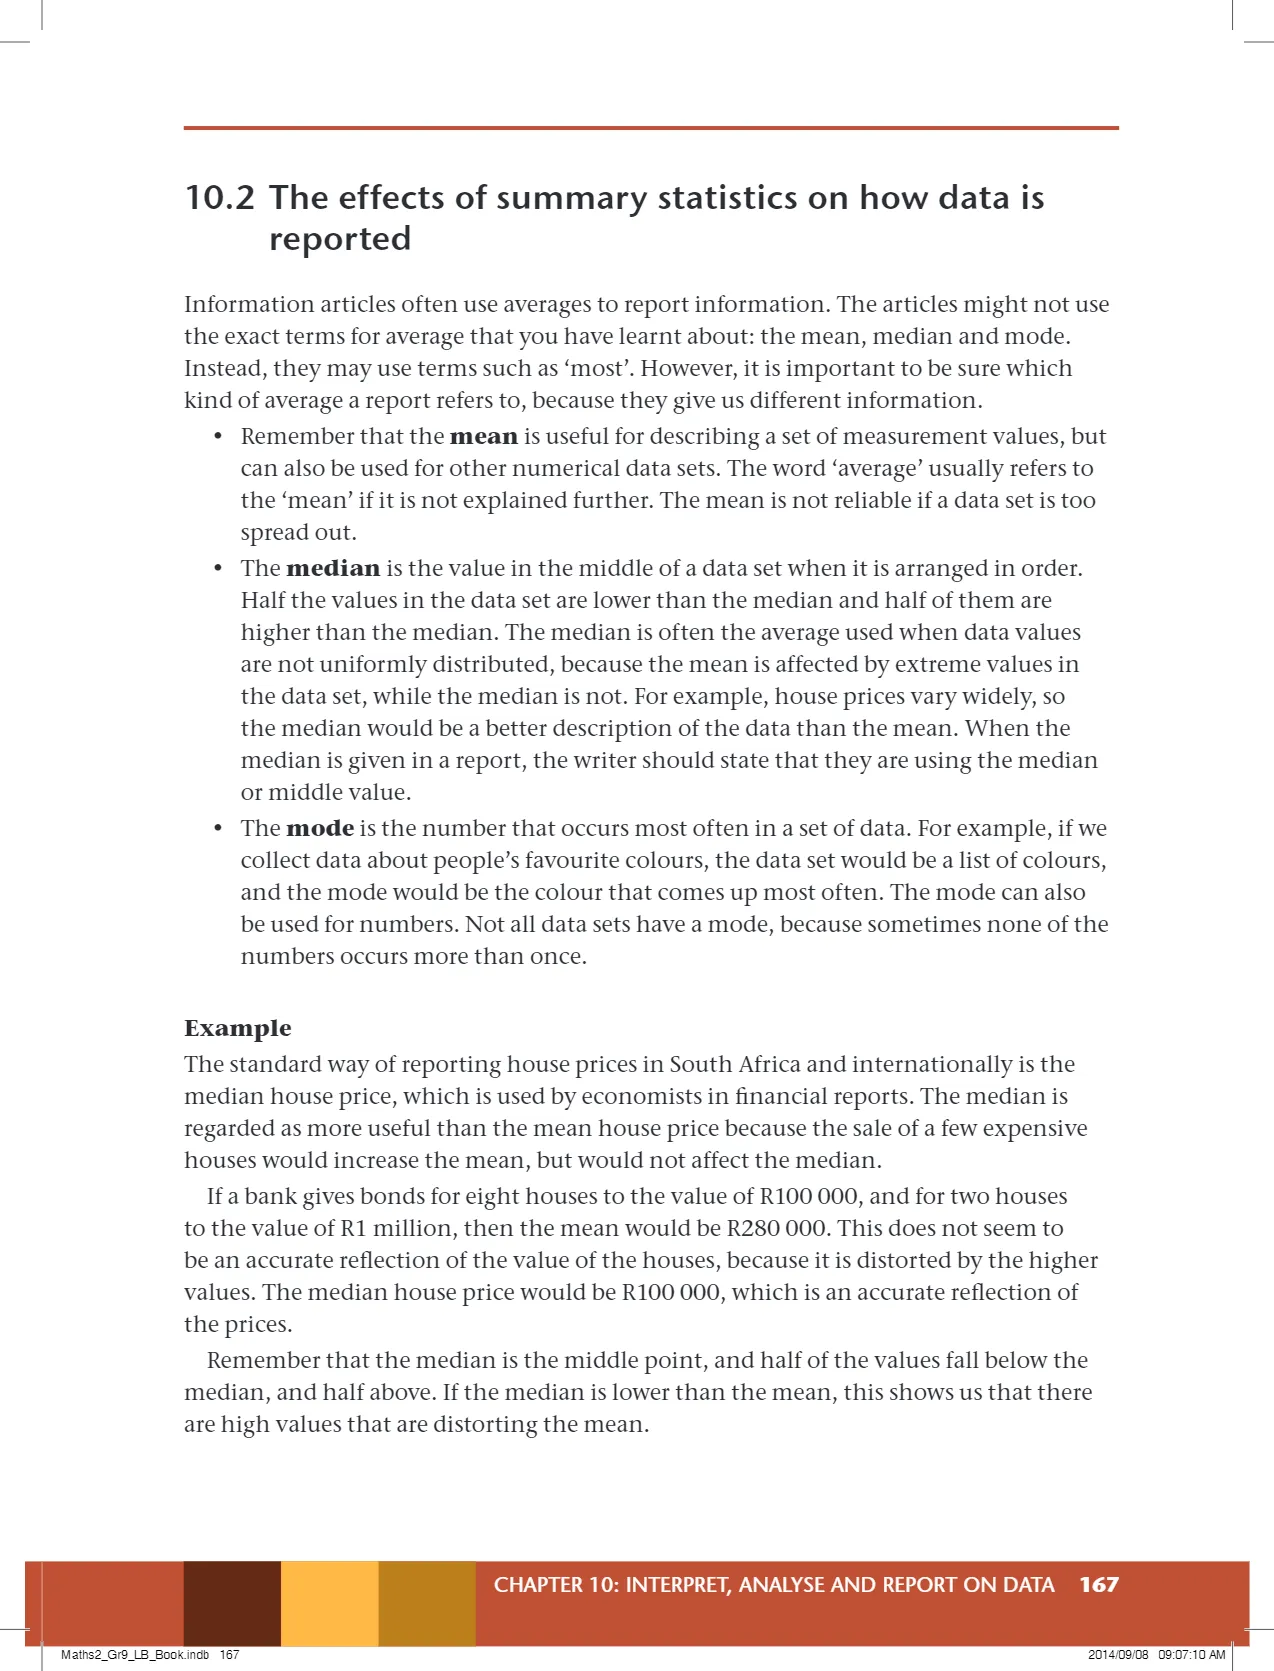 10.2 The effects of summary statistics on how data is
reported
Information articles often use averages to report information. The articles might not use
the exact terms for average that you have learnt about: the mean, median and mode.
Instead, they may use terms such as ‘most’. However, it is important to be sure which
kind of average a report refers to, because they give us different information.
• Remember that the mean is useful for describing a set of measurement values, but
can also be used for other numerical data sets. The word ‘average’ usually refers to
the ‘mean’ if it is not explained further. The mean is not reliable if a data set is too
spread out.
• The median is the value in the middle of a data set when it is arranged in order.
Half the values in the data set are lower than the median and half of them are
higher than the median. The median is often the average used when data values
are not uniformly distributed, because the mean is affected by extreme values in
the data set, while the median is not. For example, house prices vary widely, so
the median would be a better description of the data than the mean. When the
median is given in a report, the writer should state that they are using the median
or middle value.
• The mode is the number that occurs most often in a set of data. For example, if we
collect data about people’s favourite colours, the data set would be a list of colours,
and the mode would be the colour that comes up most often. The mode can also
be used for numbers. Not all data sets have a mode, because sometimes none of the
numbers occurs more than once.
Example
The standard way of reporting house prices in South Africa and internationally is the
median house price, which is used by economists in financial reports. The median is
regarded as more useful than the mean house price because the sale of a few expensive
houses would increase the mean, but would not affect the median.
If a bank gives bonds for eight houses to the value of R100 000, and for two houses
to the value of R1 million, then the mean would be R280 000. This does not seem to
be an accurate reflection of the value of the houses, because it is distorted by the higher
values. The median house price would be R100 000, which is an accurate reflection of
the prices.
Remember that the median is the middle point, and half of the values fall below the
median, and half above. If the median is lower than the mean, this shows us that there
are high values that are distorting the mean.
CHAPTER 10: INTERPRET, ANALYSE AND REPORT ON DATA 167
Maths2_Gr9_LB_Book.indb 167 2014/09/08 09:07:10 AM